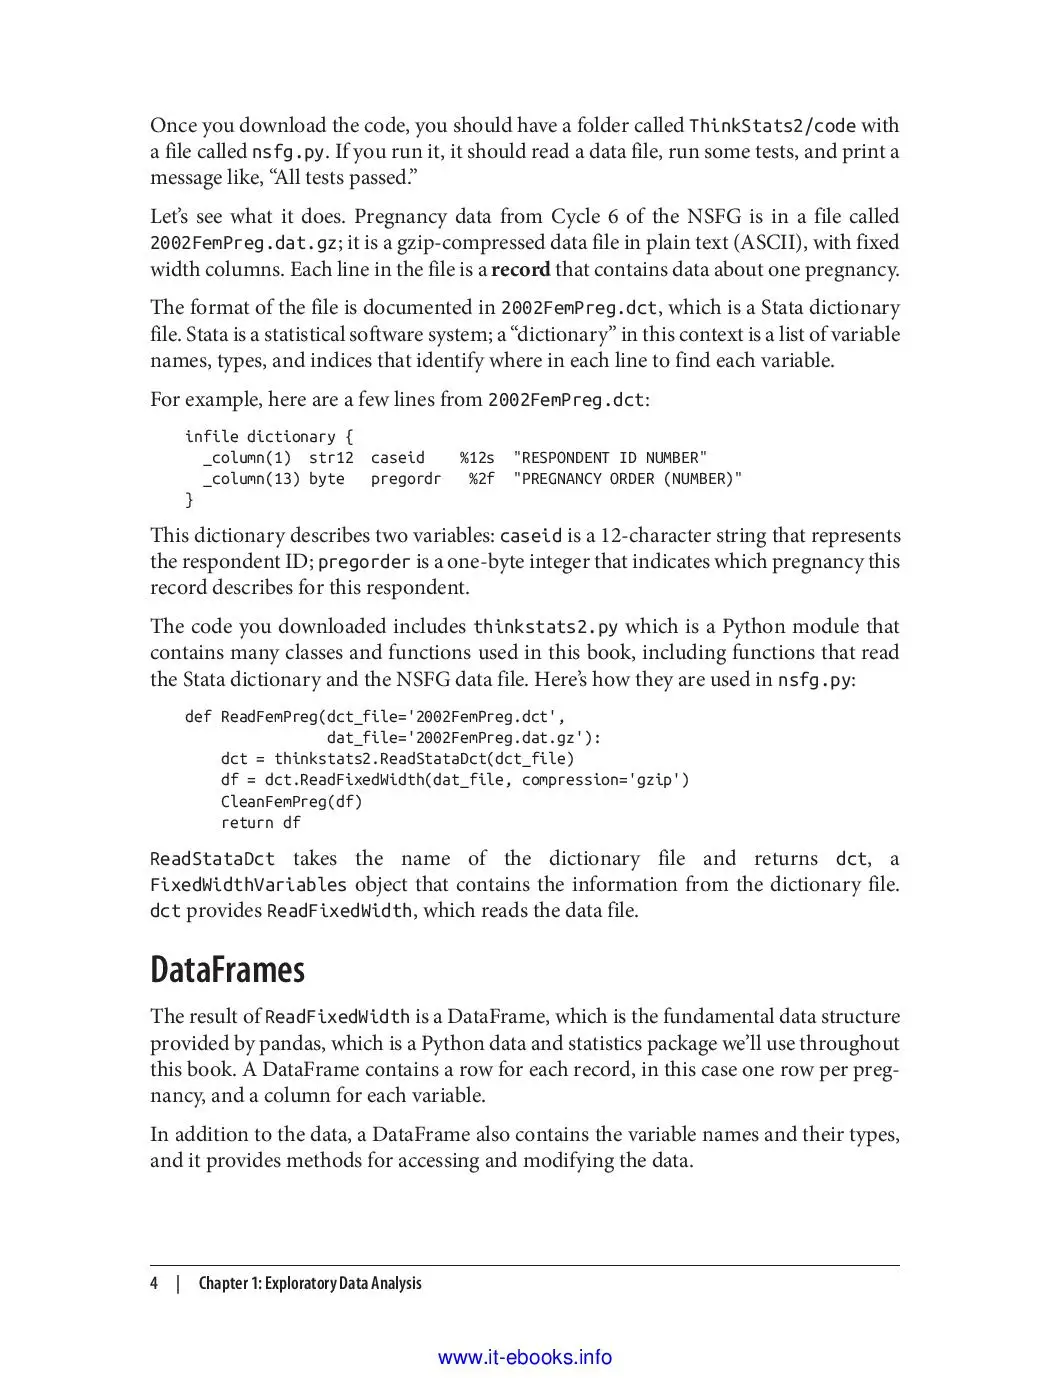 Once you download the code, you should have a folder called ThinkStats2/code with
a file called nsfg.py. If you run it, it should read a data file, run some tests, and print a
message like, “All tests passed.”
Let’s see what it does. Pregnancy data from Cycle 6 of the NSFG is in a file called
2002FemPreg.dat.gz; it is a gzip-compressed data file in plain text (ASCII), with fixed
width columns. Each line in the file is a record that contains data about one pregnancy.
The format of the file is documented in 2002FemPreg.dct, which is a Stata dictionary
file. Stata is a statistical software system; a “dictionary” in this context is a list of variable
names, types, and indices that identify where in each line to find each variable.
For example, here are a few lines from 2002FemPreg.dct:
infile dictionary {
  _column(1)  str12  caseid    %12s  "RESPONDENT ID NUMBER"
  _column(13) byte   pregordr   %2f  "PREGNANCY ORDER (NUMBER)"
}
This dictionary describes two variables: caseid is a 12-character string that represents
the respondent ID; pregorder is a one-byte integer that indicates which pregnancy this
record describes for this respondent.
The code you downloaded includes thinkstats2.py which is a Python module that
contains many classes and functions used in this book, including functions that read
the Stata dictionary and the NSFG data file. Here’s how they are used in nsfg.py:
def ReadFemPreg(dct_file='2002FemPreg.dct',
                dat_file='2002FemPreg.dat.gz'):
    dct = thinkstats2.ReadStataDct(dct_file)
    df = dct.ReadFixedWidth(dat_file, compression='gzip')
    CleanFemPreg(df)
    return df
ReadStataDct takes the name of the dictionary file and returns dct, a
FixedWidthVariables object that contains the information from the dictionary file.
dct provides ReadFixedWidth, which reads the data file.
DataFrames
The result of ReadFixedWidth is a DataFrame, which is the fundamental data structure
provided by pandas, which is a Python data and statistics package we’ll use throughout
this book. A DataFrame contains a row for each record, in this case one row per preg-
nancy, and a column for each variable.
In addition to the data, a DataFrame also contains the variable names and their types,
and it provides methods for accessing and modifying the data.
4 | Chapter 1: Exploratory Data Analysis
www.it-ebooks.info